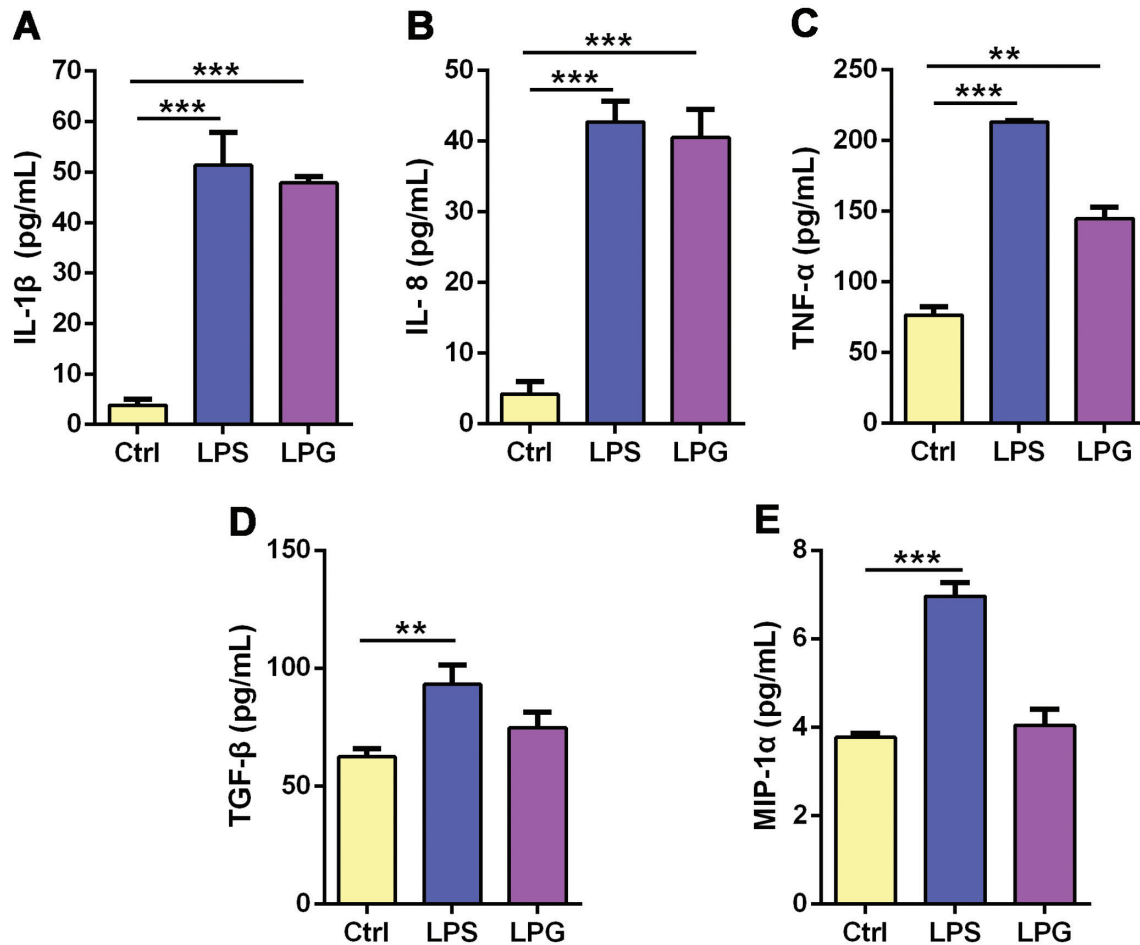 A
IL-1β (pg/mL)
70
60
50
40
30
20
10
0
***
***
Ctrl LPS LPG
B
IL- 8 (pg/mL)
50
40
30
20
10
0
***
***
Ctrl LPS LPG
C
TNF-α (pg/mL)
250
200
150
100
50
0
**
***
Ctrl LPS LPG
D
TGF-β (pg/mL)
150
100
50
0
**
Ctrl LPS LPG
E
MIP-1α (pg/mL)
8
6
4
2
0
***
Ctrl LPS LPG